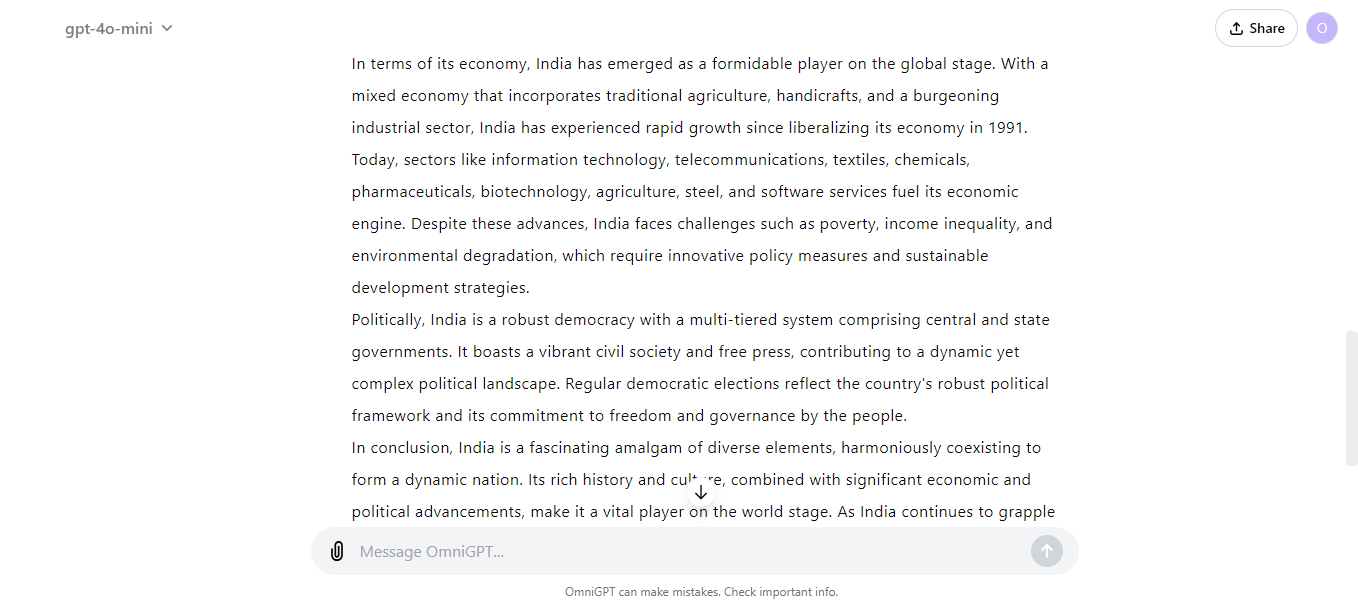 gpt-4o-mini
Share
O
In terms of its economy, India has emerged as a formidable player on the global stage. With a
mixed economy that incorporates traditional agriculture, handicrafts, and a burgeoning
industrial sector, India has experienced rapid growth since liberalizing its economy in 1991.
Today, sectors like information technology, telecommunications, textiles, chemicals,
pharmaceuticals, biotechnology, agriculture, steel, and software services fuel its economic
engine. Despite these advances, India faces challenges such as poverty, income inequality, and
environmental degradation, which require innovative policy measures and sustainable
development strategies.
Politically, India is a robust democracy with a multi-tiered system comprising central and state
governments. It boasts a vibrant civil society and free press, contributing to a dynamic yet
complex political landscape. Regular democratic elections reflect the country's robust political
framework and its commitment to freedom and governance by the people.
In conclusion, India is a fascinating amalgam of diverse elements, harmoniously coexisting to
form a dynamic nation. Its rich history and culture, combined with significant economic and
political advancements, make it a vital player on the world stage. As India continues to grapple
Message OmniGPT...
OmniGPT can make mistakes. Check important info.